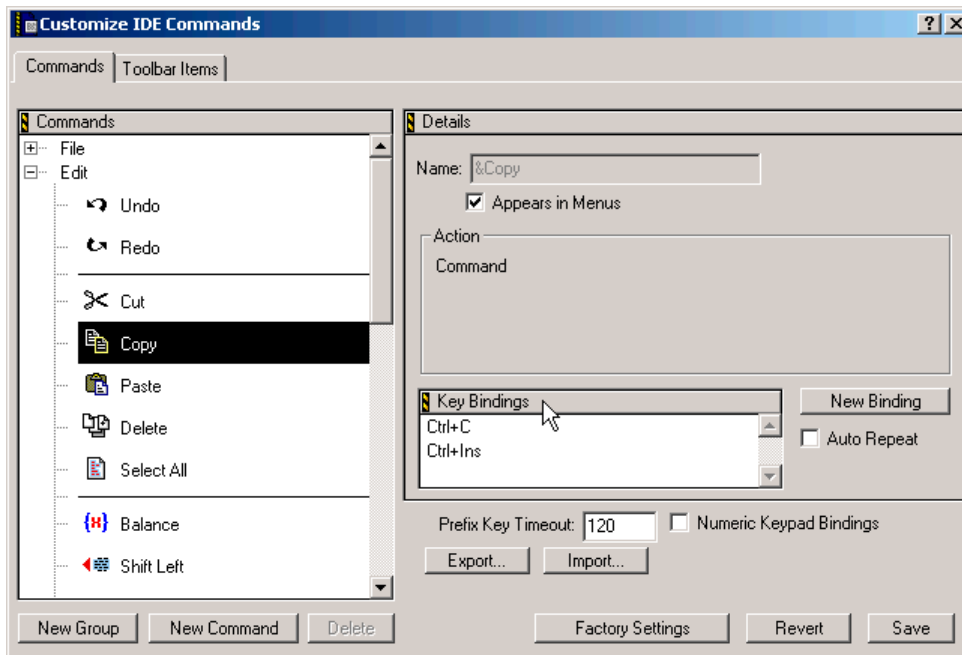 Customize IDE Commands
Commands
Toolbar Items
Commands
File
Edit
Undo
Redo
Cut
Copy
Paste
Delete
Select All
Balance
Shift Left
Details
Name: &Copy
Appears in Menus
Action
Command
Key Bindings
Ctrl+C
Ctrl+Ins
New Binding
Auto Repeat
Prefix Key Timeout: 120
Numeric Keypad Bindings
Export...
Import...
New Group
New Command
Delete
Factory Settings
Revert
Save